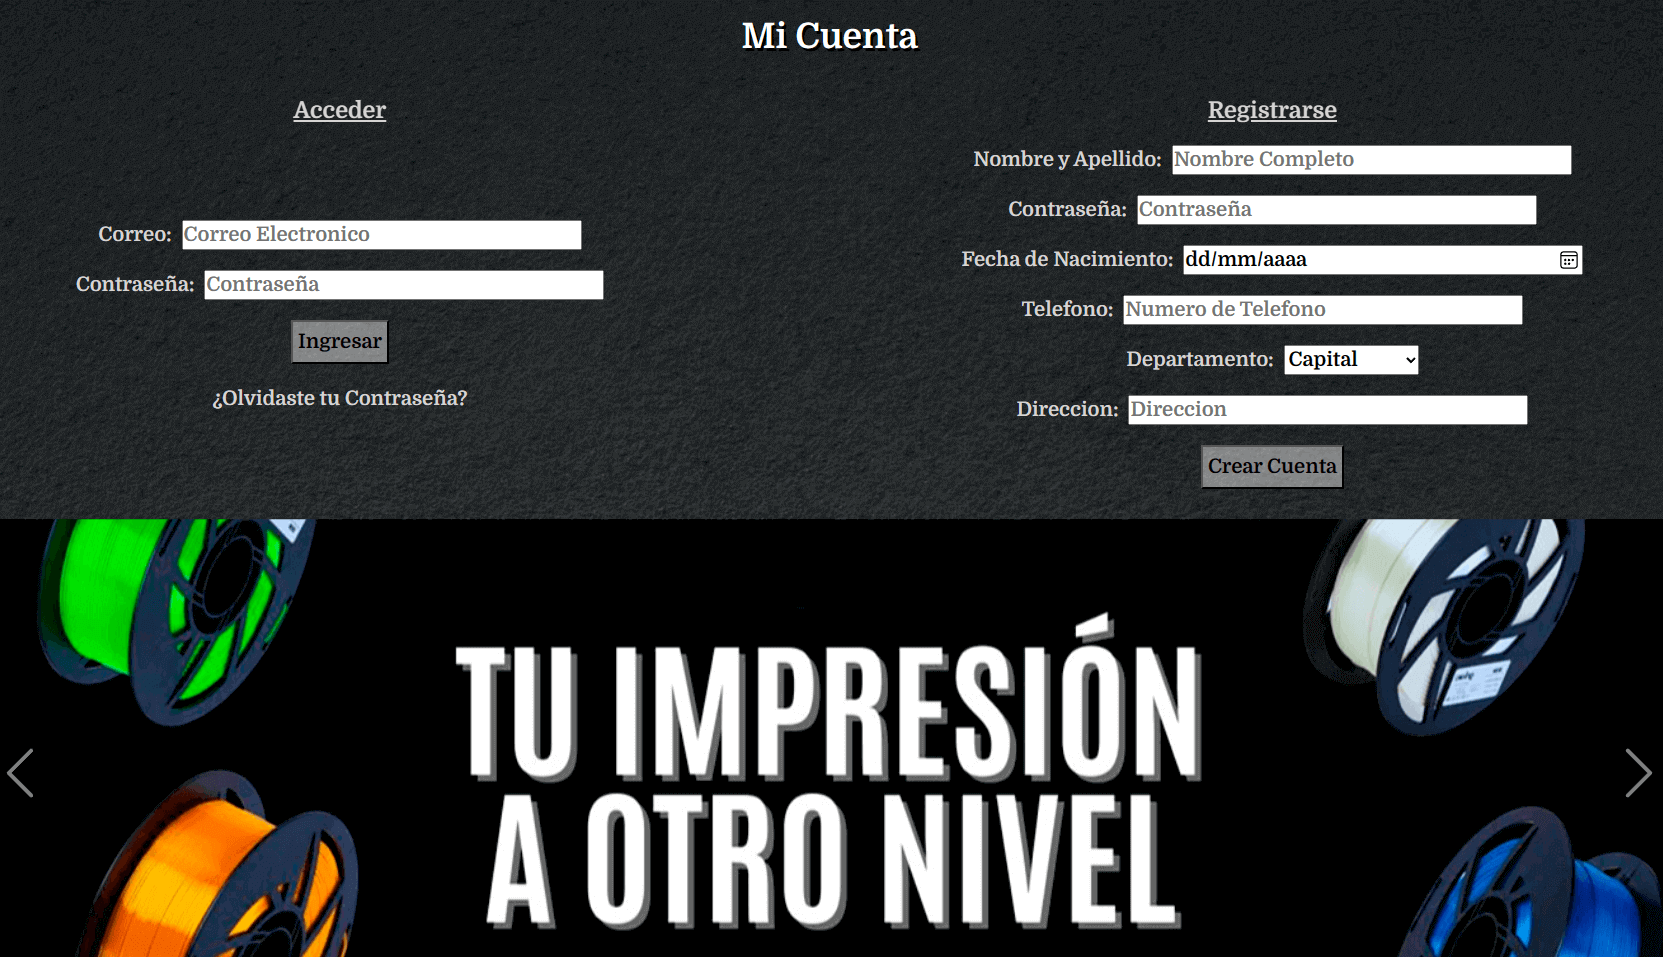 Mi Cuenta
Acceder
Correo: Correo Electronico
Contraseña: Contraseña
Ingresar
¿Olvidaste tu Contraseña?
Registrarse
Nombre y Apellido: Nombre Completo
Contraseña: Contraseña
Fecha de Nacimiento: dd/mm/aaaa
Telefono: Numero de Telefono
Departamento: Capital
Direccion: Direccion
Crear Cuenta
TU IMPRESIÓN
A OTRO NIVEL